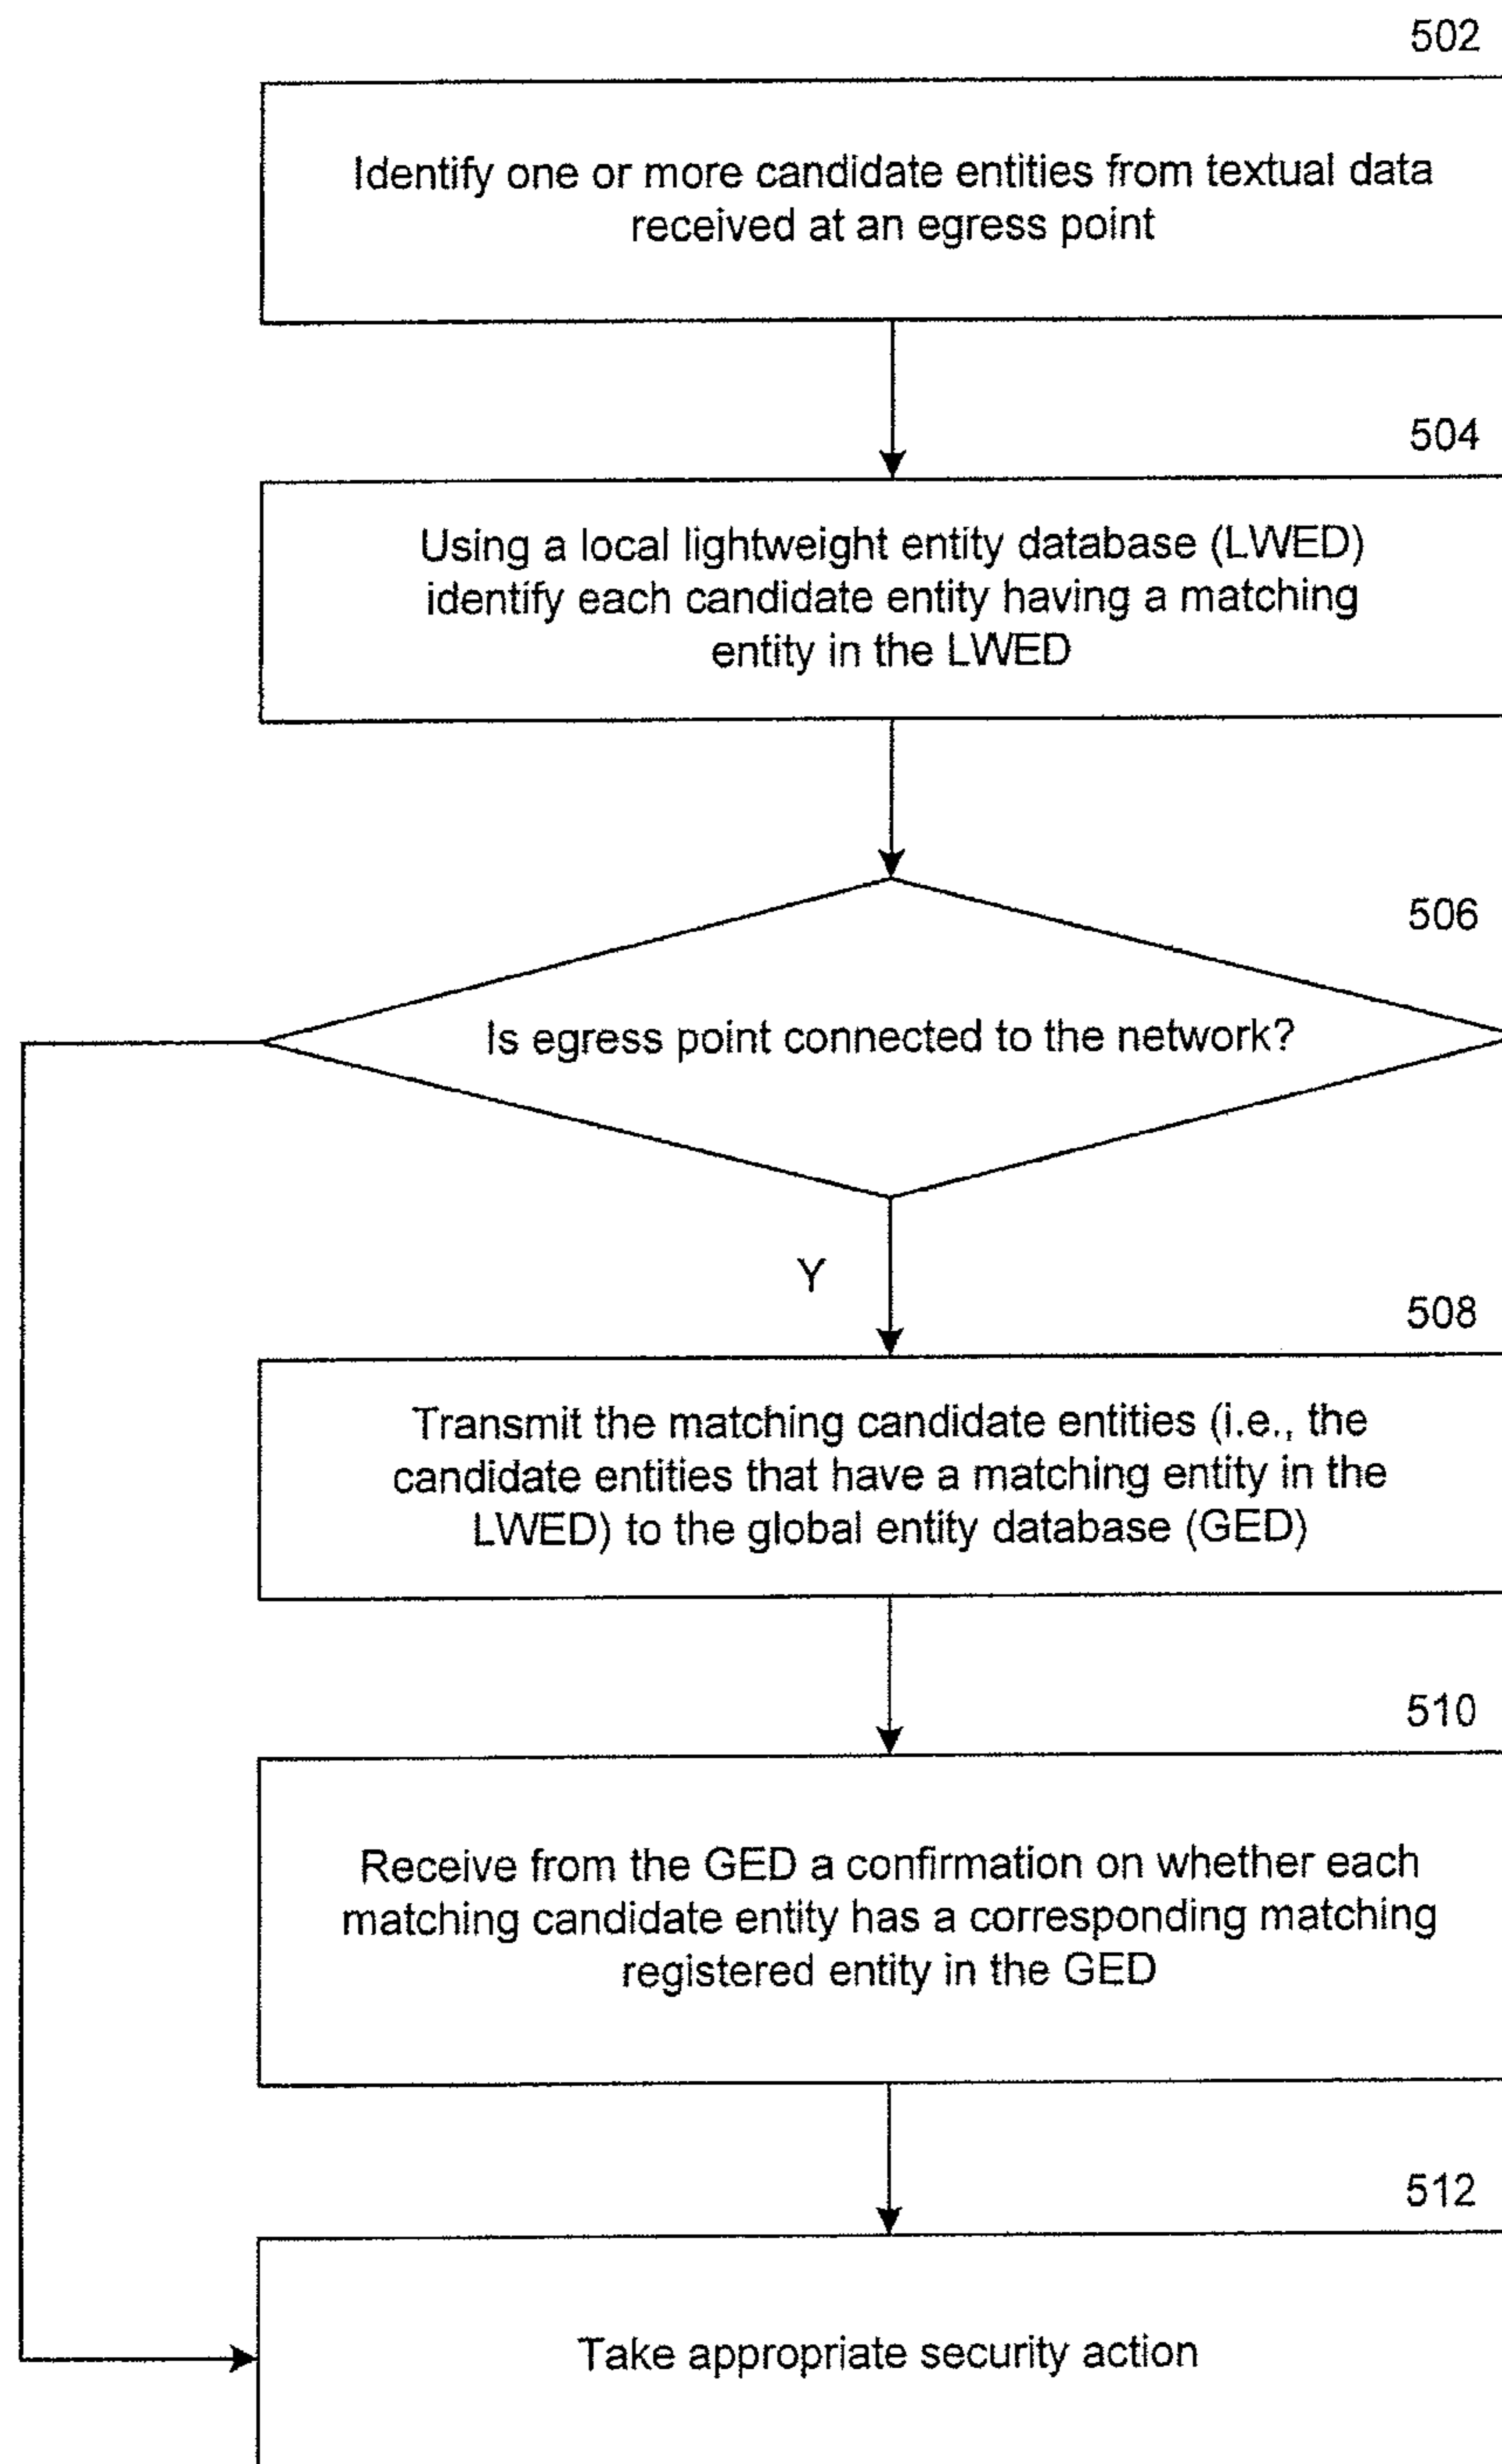 502
Identify one or more candidate entities from textual data
received at an egress point
504
Using a local lightweight entity database (LWED)
identify each candidate entity having a matching
entity in the LWED
506
Is egress point connected to the network?
Y
508
Transmit the matching candidate entities (i.e., the
candidate entities that have a matching entity in the
LWED) to the global entity database (GED)
510
Receive from the GED a confirmation on whether each
matching candidate entity has a corresponding matching
registered entity in the GED
512
Take appropriate security action